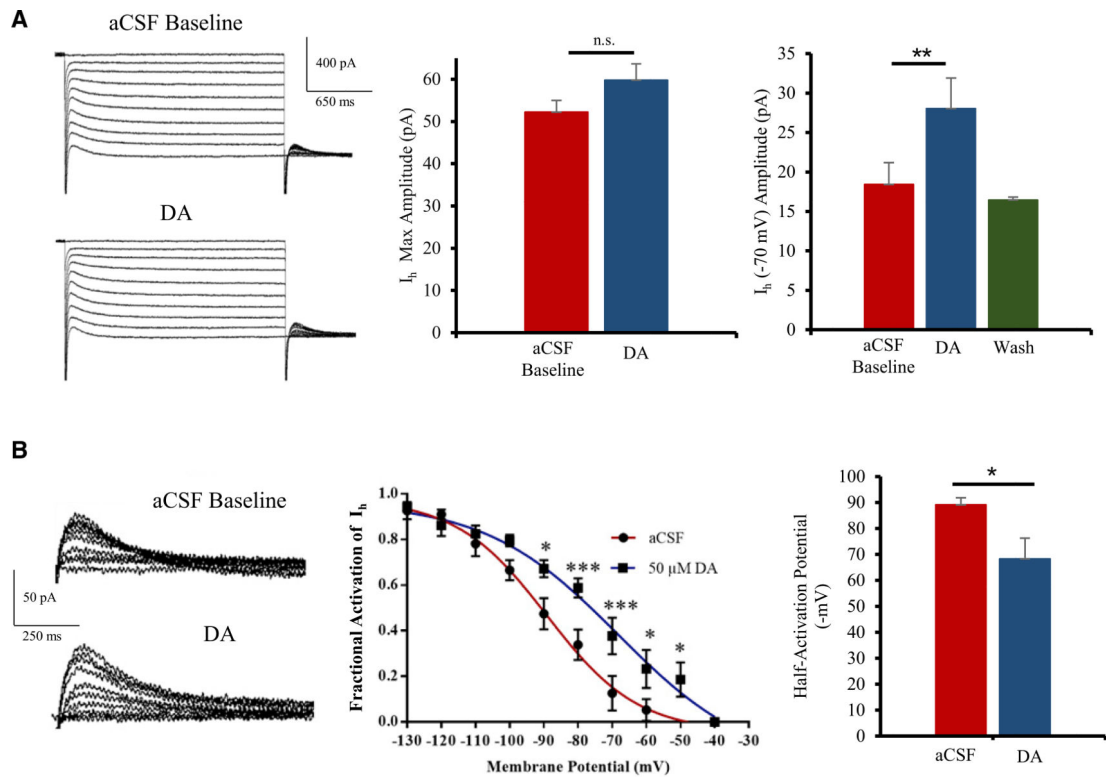 A
aCSF Baseline
400 pA
650 ms
DA
n.s.
60
50
40
30
20
10
0
Ih Max Amplitude (pA)
aCSF
Baseline
DA
**
35
30
25
20
15
10
5
0
Ih (-70 mV) Amplitude (pA)
aCSF
Baseline
DA
Wash
B
aCSF Baseline
50 pA
250 ms
DA
1.0
0.8
0.6
0.4
0.2
0.0
Fractional Activation of Ih
aCSF
50 μM DA
*
***
***
*
*
-130 -120 -110 -100 -90 -80 -70 -60 -50 -40 -30
Membrane Potential (mV)
*
100
90
80
70
60
50
40
30
20
10
0
Half-Activation Potential
(-mV)
aCSF
DA